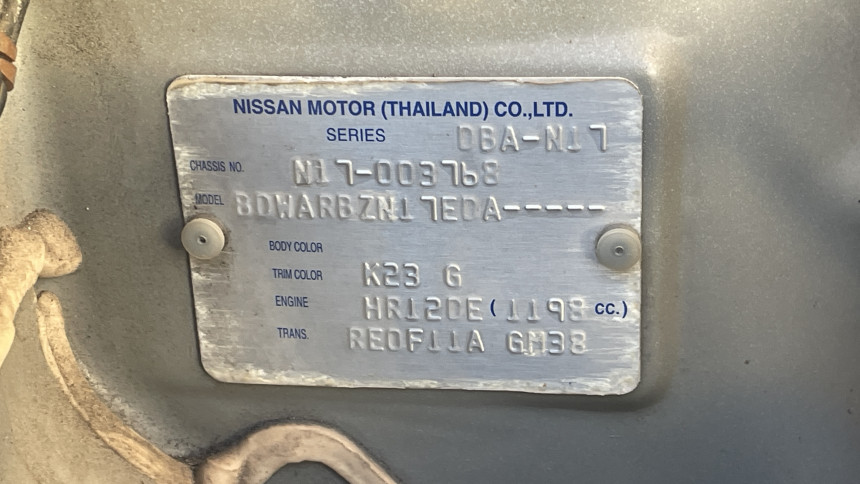 NISSAN MOTOR (THAILAND) CO.,LTD.
SERIES DBA-N17
CHASSIS NO. N17-003768
MODEL BDWARBZN17EDA-----
BODY COLOR
TRIM COLOR K23 G
ENGINE HR12DE ( 1198 CC.)
TRANS. RE0F11A GM38